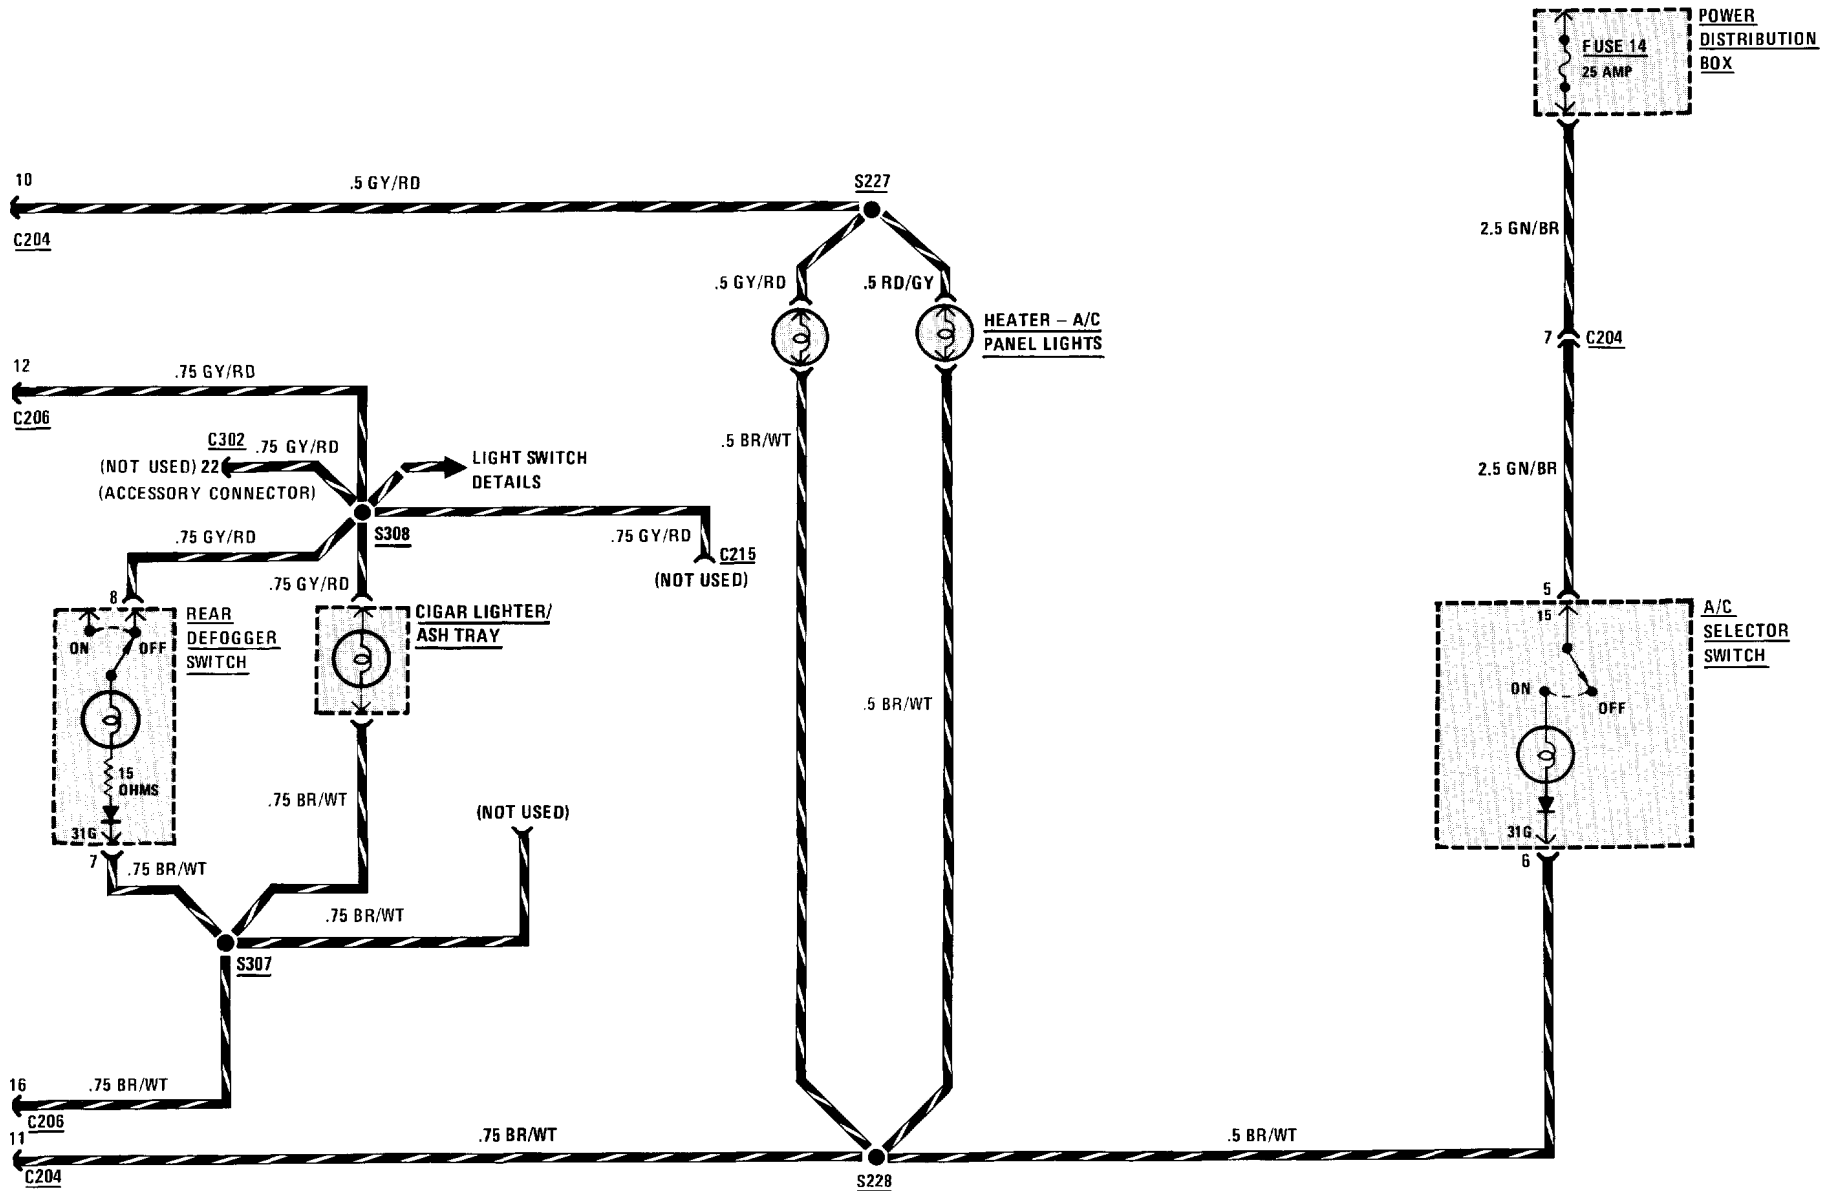 POWER
DISTRIBUTION
BOX
FUSE 14
25 AMP
10
.5 GY/RD
S227
C204
2.5 GN/BR
.5 GY/RD
.5 RD/GY
HEATER – A/C
PANEL LIGHTS
7
C204
12
.75 GY/RD
C206
C302
.75 GY/RD
(NOT USED) 22
(ACCESSORY CONNECTOR)
LIGHT SWITCH
DETAILS
.5 BR/WT
2.5 GN/BR
S308
.75 GY/RD
.75 GY/RD
C215
(NOT USED)
.75 GY/RD
8
REAR
DEFOGGER
SWITCH
ON
OFF
CIGAR LIGHTER/
ASH TRAY
5
15
A/C
SELECTOR
SWITCH
ON
OFF
.5 BR/WT
15
OHMS
31G
7
.75 BR/WT
.75 BR/WT
(NOT USED)
31G
6
.75 BR/WT
S307
16
.75 BR/WT
C206
11
.75 BR/WT
.5 BR/WT
C204
S228